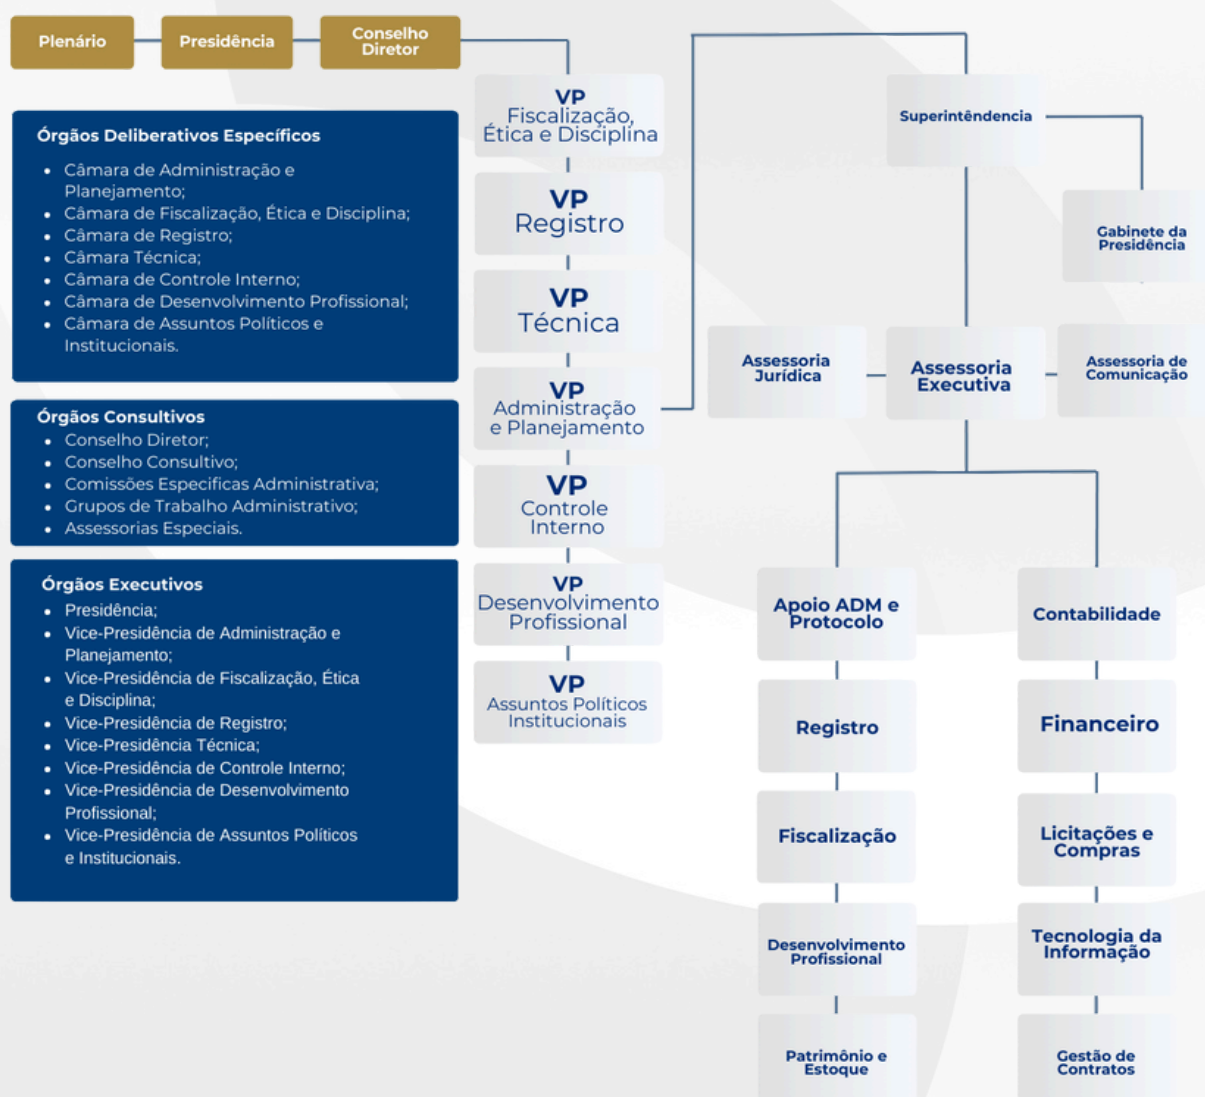 Plenário
Presidência
Conselho
Diretor
Órgãos Deliberativos Específicos
• Câmara de Administração e
Planejamento;
• Câmara de Fiscalização, Ética e Disciplina;
• Câmara de Registro;
• Câmara Técnica;
• Câmara de Controle Interno;
• Câmara de Desenvolvimento Profissional;
• Câmara de Assuntos Políticos e
Institucionais.
Órgãos Consultivos
• Conselho Diretor;
• Conselho Consultivo;
• Comissões Especificas Administrativa;
• Grupos de Trabalho Administrativo;
• Assessorias Especiais.
Órgãos Executivos
• Presidência;
• Vice-Presidência de Administração e
Planejamento;
• Vice-Presidência de Fiscalização, Ética
e Disciplina;
• Vice-Presidência de Registro;
• Vice-Presidência Técnica;
• Vice-Presidência de Controle Interno;
• Vice-Presidência de Desenvolvimento
Profissional;
• Vice-Presidência de Assuntos Políticos
e Institucionais.
VP
Fiscalização,
Ética e Disciplina
VP
Registro
VP
Técnica
VP
Administração
e Planejamento
VP
Controle
Interno
VP
Desenvolvimento
Profissional
VP
Assuntos Políticos
Institucionais
Superintêndencia
Gabinete da
Presidência
Assessoria
Jurídica
Assessoria
Executiva
Assessoria de
Comunicação
Apoio ADM e
Protocolo
Registro
Fiscalização
Desenvolvimento
Profissional
Patrimônio e
Estoque
Contabilidade
Financeiro
Licitações e
Compras
Tecnologia da
Informação
Gestão de
Contratos